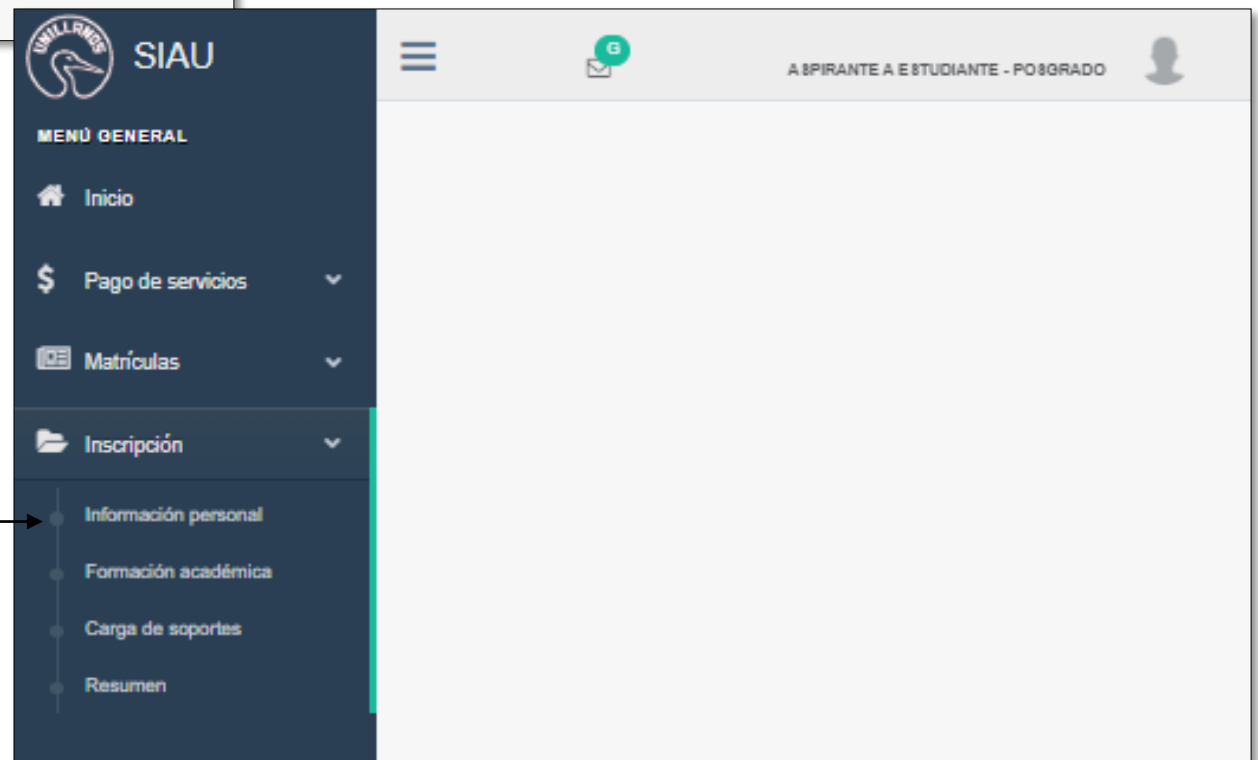 UNILLANOS
SIAU
G
ASPIRANTE A ESTUDIANTE - POSGRADO
MENÚ GENERAL
Inicio
Pago de servicios
Matrículas
Inscripción
Información personal
Formación académica
Carga de soportes
Resumen